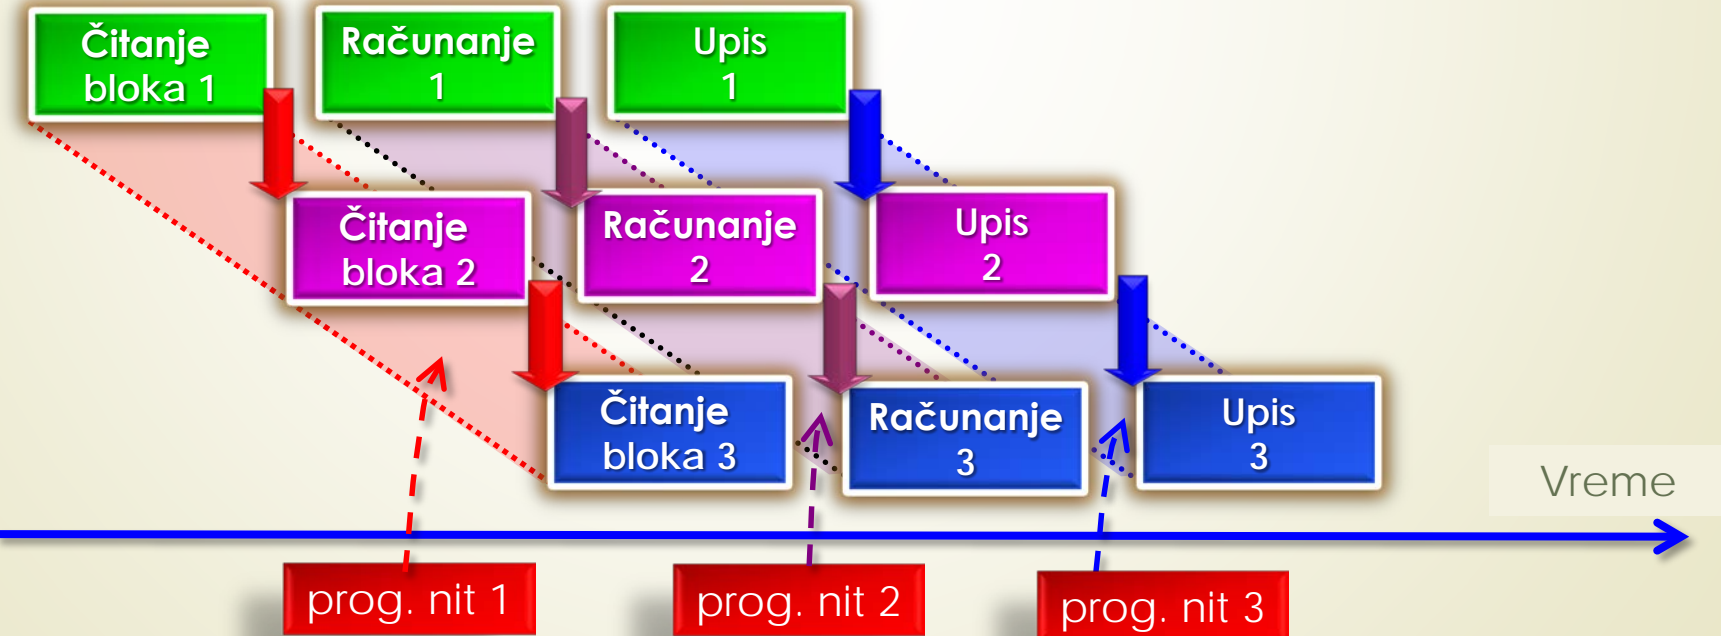 Čitanje
bloka 1
Računanje
1
Upis
1
Čitanje
bloka 2
Računanje
2
Upis
2
Čitanje
bloka 3
Računanje
3
Upis
3
Vreme
prog. nit 1
prog. nit 2
prog. nit 3